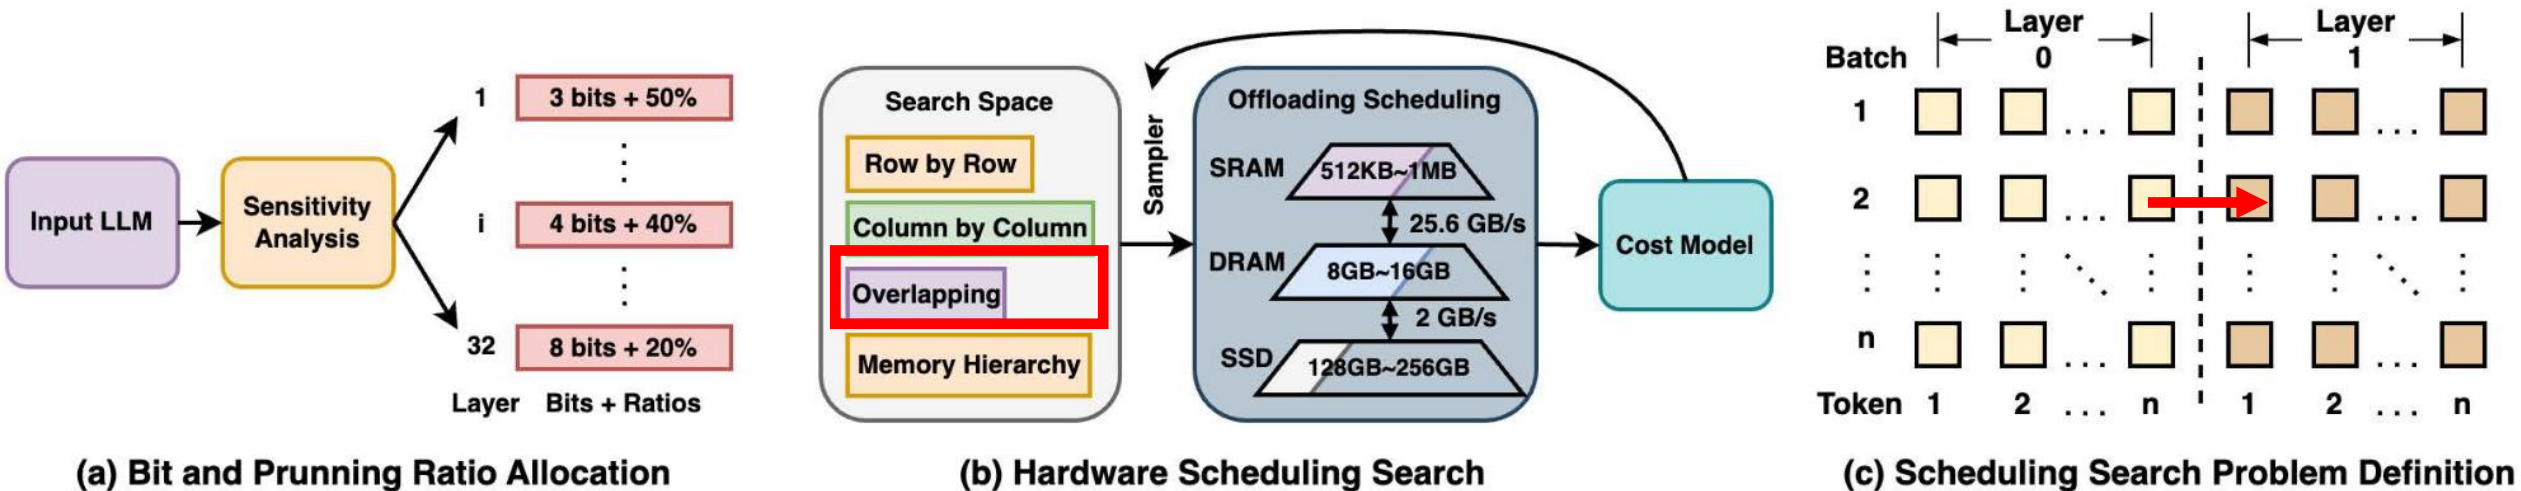 Input LLM
Sensitivity
Analysis
1
3 bits + 50%
i
4 bits + 40%
32
8 bits + 20%
Layer
Bits + Ratios
(a) Bit and Prunning Ratio Allocation
Search Space
Row by Row
Column by Column
Overlapping
Memory Hierarchy
Sampler
Offloading Scheduling
SRAM
512KB~1MB
25.6 GB/s
DRAM
8GB~16GB
2 GB/s
SSD
128GB~256GB
Cost Model
(b) Hardware Scheduling Search
Layer
0
Layer
1
Batch
1
2
n
Token 1 2 ... n 1 2 ... n
(c) Scheduling Search Problem Definition